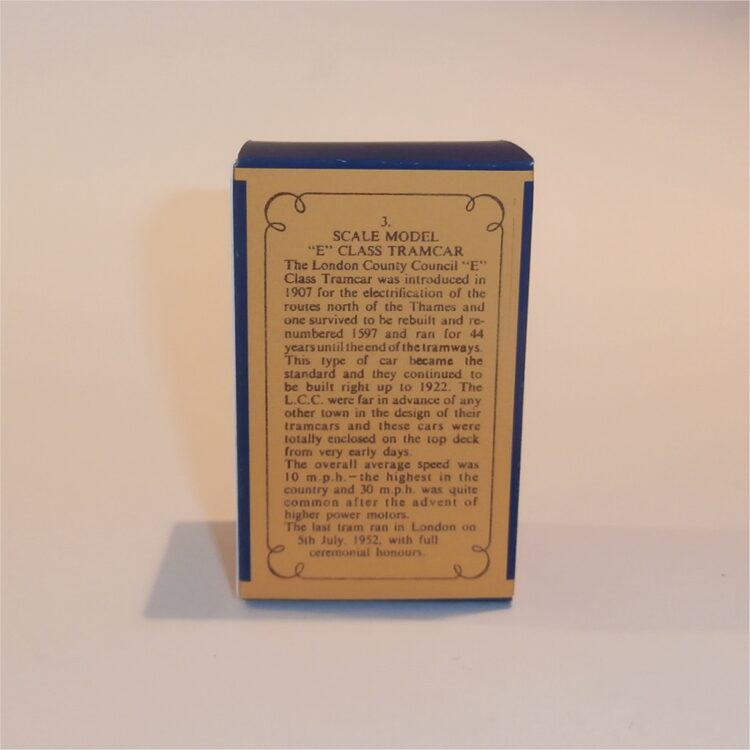 3.
SCALE MODEL
"E" CLASS TRAMCAR
The London County Council "E"
Class Tramcar was introduced in
1907 for the electrification of the
routes north of the Thames and
one survived to be rebuilt and re-
numbered 1597 and ran for 44
years until the end of the tramways.
This type of car became the
standard and they continued to
be built right up to 1922. The
L.C.C. were far in advance of any
other town in the design of their
tramcars and these cars were
totally enclosed on the top deck
from very early days.
The overall average speed was
10 m.p.h.—the highest in the
country and 30 m.p.h. was quite
common after the advent of
higher power motors.
The last tram ran in London on
5th July, 1952, with full
ceremonial honours.